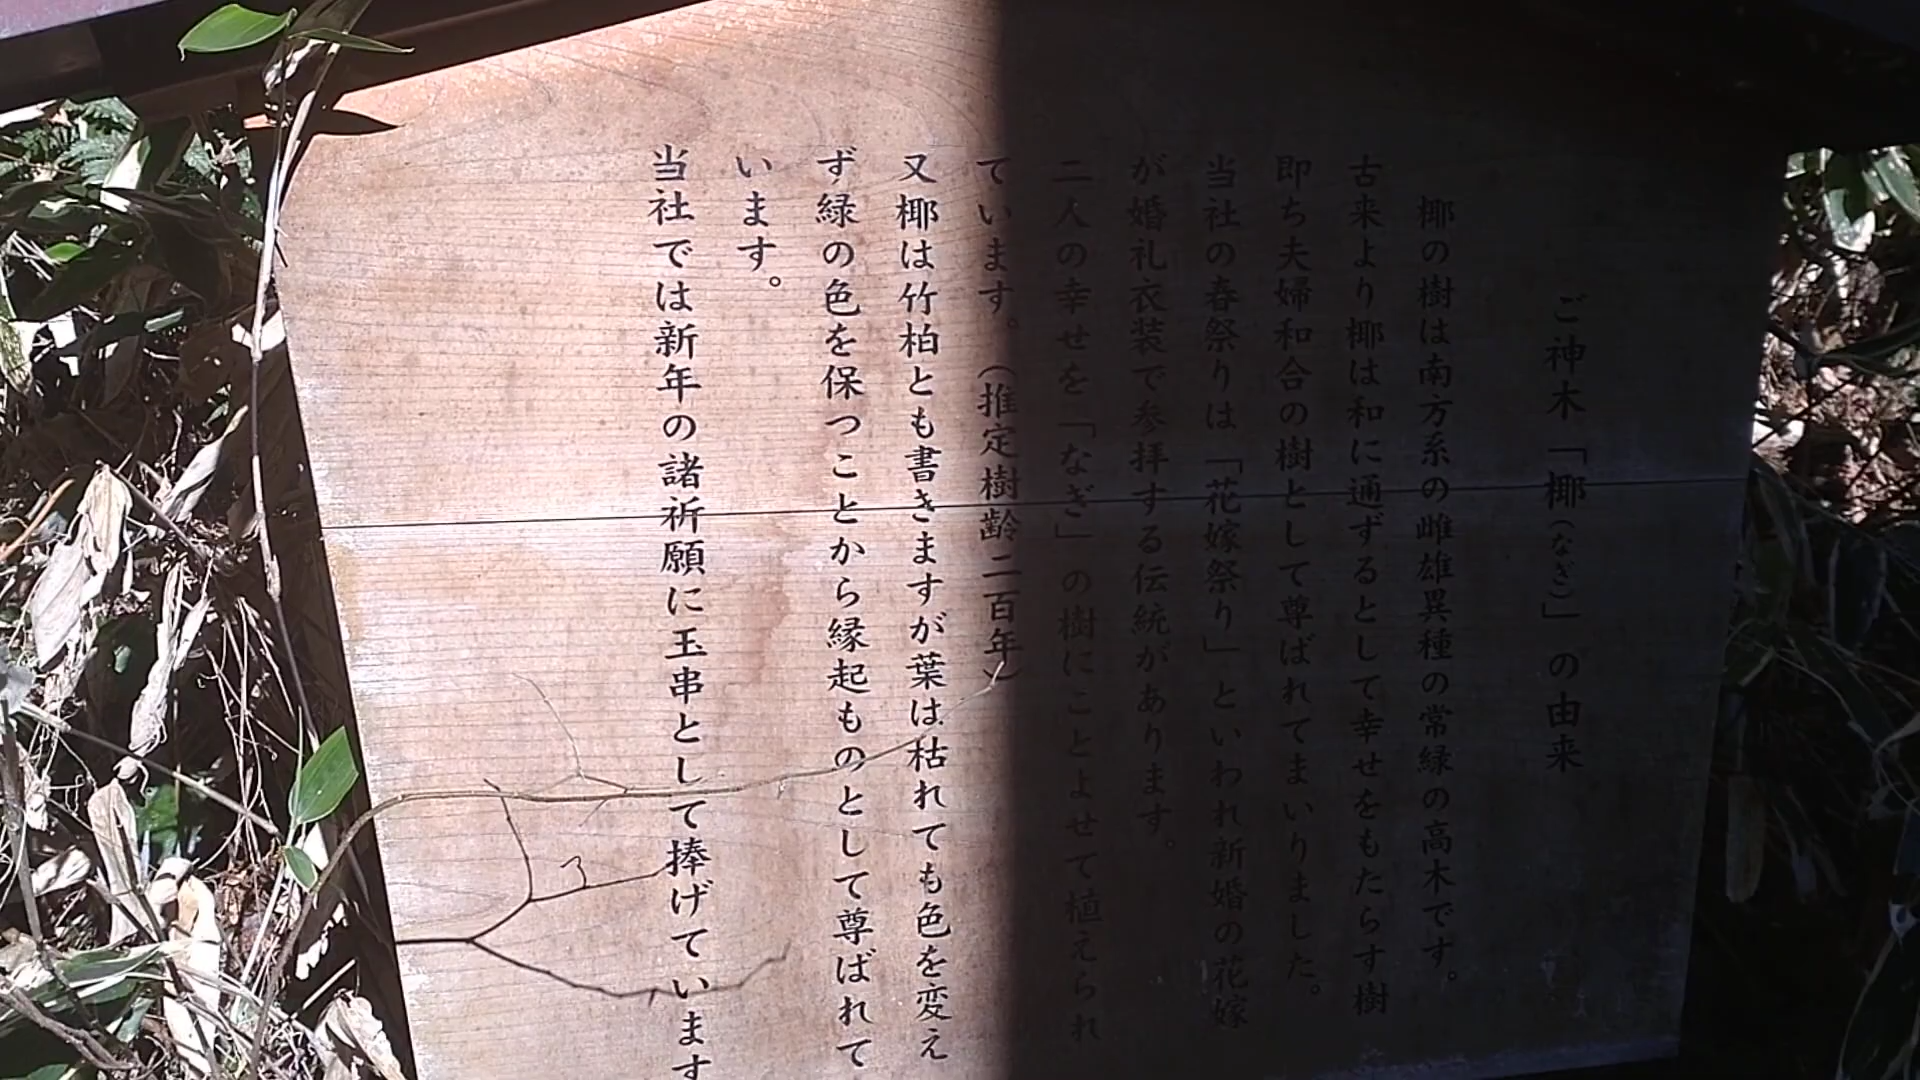 ご神木「梛(なぎ)」の由来
梛の樹は南方系の雌雄異種の常緑の高木です。
古来より梛は和に通ずるとして幸せをもたらす樹
即ち夫婦和合の樹として尊ばれてまいりました。
当社の春祭りは「花嫁祭り」といわれ新婚の花嫁
が婚礼衣装で参拝する伝統があります。
二人の幸せを「なぎ」の樹にことよせて植えられ
ています。(推定樹齢二百年)
又梛は竹柏とも書きますが葉は枯れても色を変え
ず緑の色を保つことから縁起ものとして尊ばれて
います。
当社では新年の諸祈願に玉串として捧げています